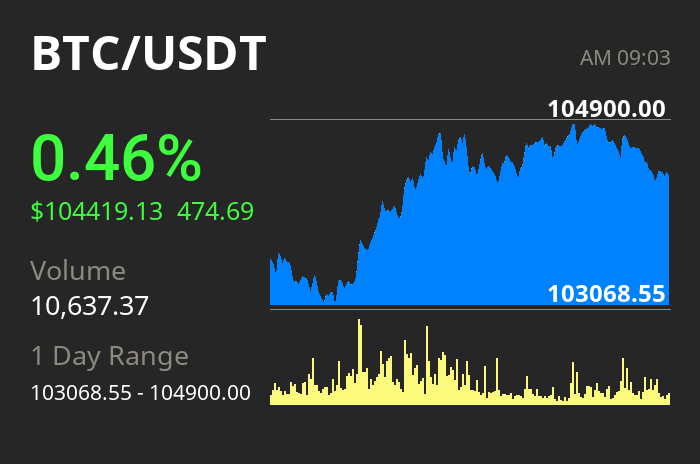 BTC/USDT
AM 09:03
104900.00
0.46%
$104419.13 474.69
Volume
10,637.37
103068.55
1 Day Range
103068.55 - 104900.00